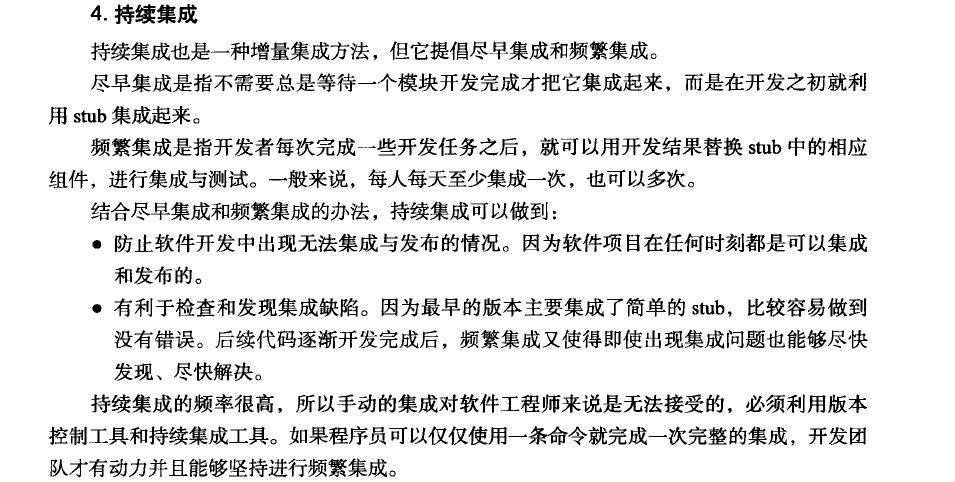 4. 持续集成
持续集成也是一种增量集成方法，但它提倡尽早集成和频繁集成。
尽早集成是指不需要总是等待一个模块开发完成才把它集成起来，而是在开发之初就利
用 stub 集成起来。
频繁集成是指开发者每次完成一些开发任务之后，就可以用开发结果替换 stub 中的相应
组件，进行集成与测试。一般来说，每人每天至少集成一次，也可以多次。
结合尽早集成和频繁集成的办法，持续集成可以做到：
● 防止软件开发中出现无法集成与发布的情况。因为软件项目在任何时刻都是可以集成
和发布的。
● 有利于检查和发现集成缺陷。因为最早的版本主要集成了简单的 stub，比较容易做到
没有错误。后续代码逐渐开发完成后，频繁集成又使得即使出现集成问题也能够尽快
发现、尽快解决。
持续集成的频率很高，所以手动的集成对软件工程师来说是无法接受的，必须利用版本
控制工具和持续集成工具。如果程序员可以仅仅使用一条命令就完成一次完整的集成，开发团
队才有动力并且能够坚持进行频繁集成。